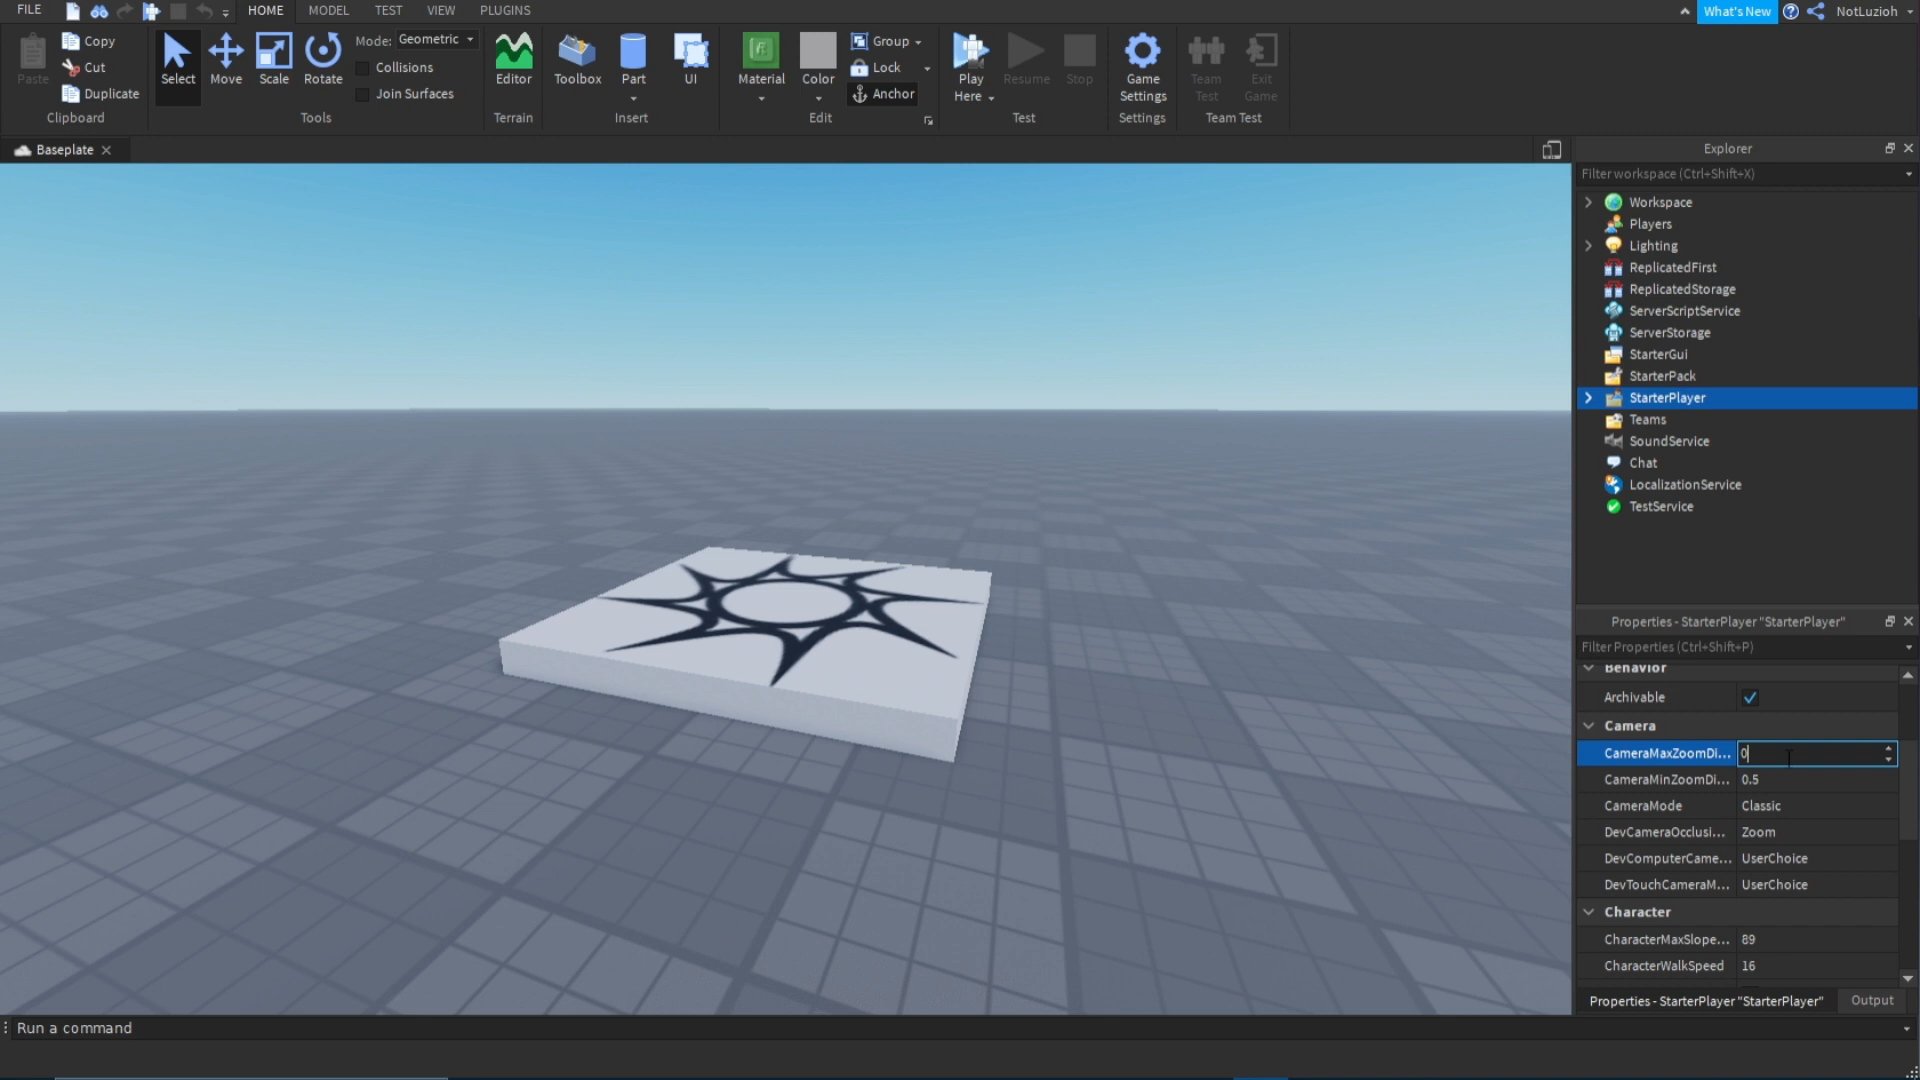 FILE
HOME
MODEL
TEST
VIEW
PLUGINS
What's New
NotLuzioh
Paste
Copy
Cut
Duplicate
Clipboard
Select
Move
Scale
Rotate
Mode: Geometric
Collisions
Join Surfaces
Tools
Editor
Terrain
Toolbox
Part
UI
Insert
Material
Color
Group
Lock
Anchor
Edit
Play Here
Resume
Stop
Test
Game Settings
Settings
Team Test
Exit Game
Team Test
Baseplate
Explorer
Filter workspace (Ctrl+Shift+X)
Workspace
Players
Lighting
ReplicatedFirst
ReplicatedStorage
ServerScriptService
ServerStorage
StarterGui
StarterPack
StarterPlayer
Teams
SoundService
Chat
LocalizationService
TestService
Properties - StarterPlayer "StarterPlayer"
Filter Properties (Ctrl+Shift+P)
Behavior
Archivable
Camera
CameraMaxZoomDi... 0
CameraMinZoomDi... 0.5
CameraMode Classic
DevCameraOcclusi... Zoom
DevComputerCame... UserChoice
DevTouchCameraM... UserChoice
Character
CharacterMaxSlope... 89
CharacterWalkSpeed 16
Properties - StarterPlayer "StarterPlayer"
Output
Run a command